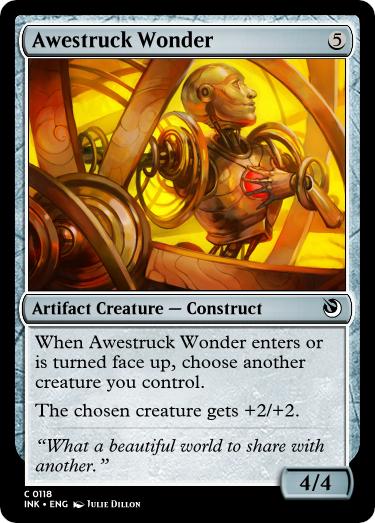 Awestruck Wonder 5
Artifact Creature — Construct
When Awestruck Wonder enters or
is turned face up, choose another
creature you control.
The chosen creature gets +2/+2.
“What a beautiful world to share with
another.”
4/4
C 0118
INK • ENG JULIE DILLON